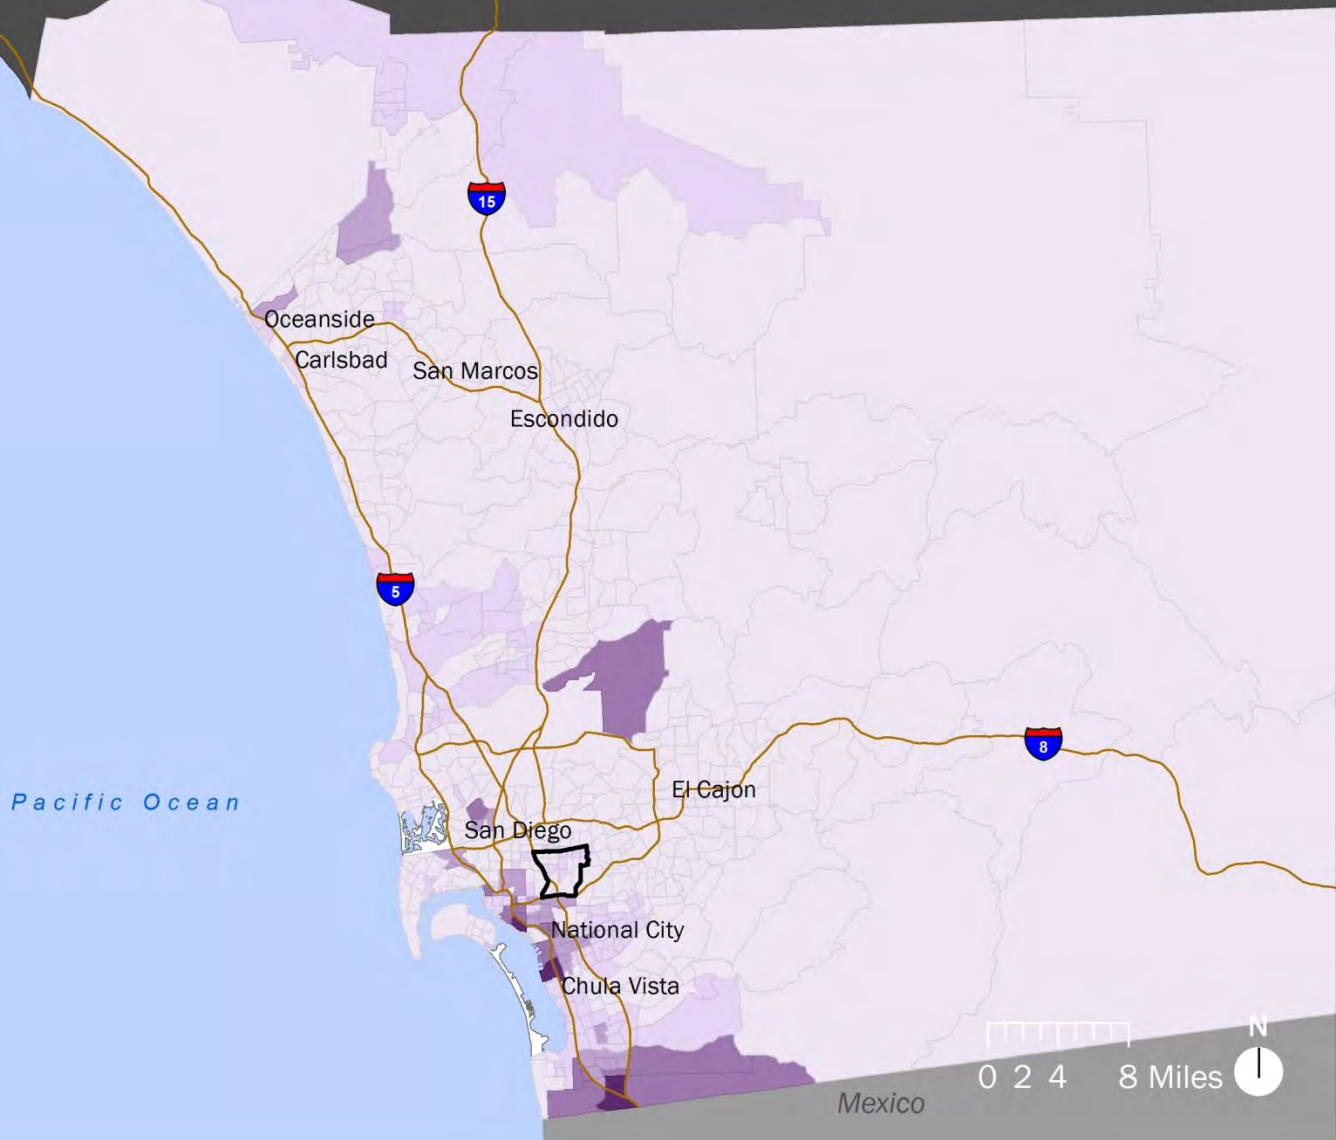 15
Oceanside
Carlsbad
San Marcos
Escondido
5
8
El Cajon
Pacific Ocean
San Diego
National City
Chula Vista
N
0 2 4 8 Miles
Mexico